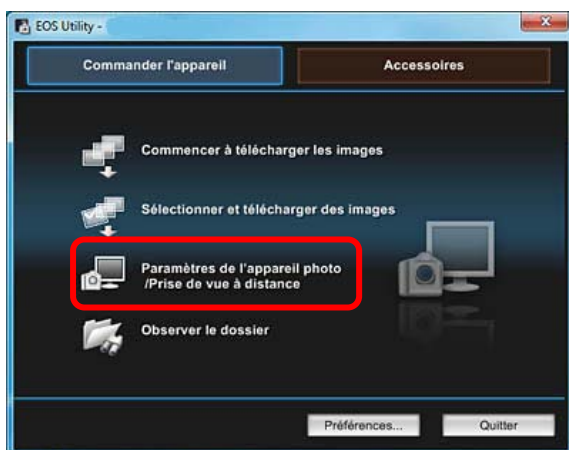 EOS Utility -
Commander l'appareil
Accessoires
Commencer à télécharger les images
Sélectionner et télécharger des images
Paramètres de l'appareil photo
/Prise de vue à distance
Observer le dossier
Préférences...
Quitter